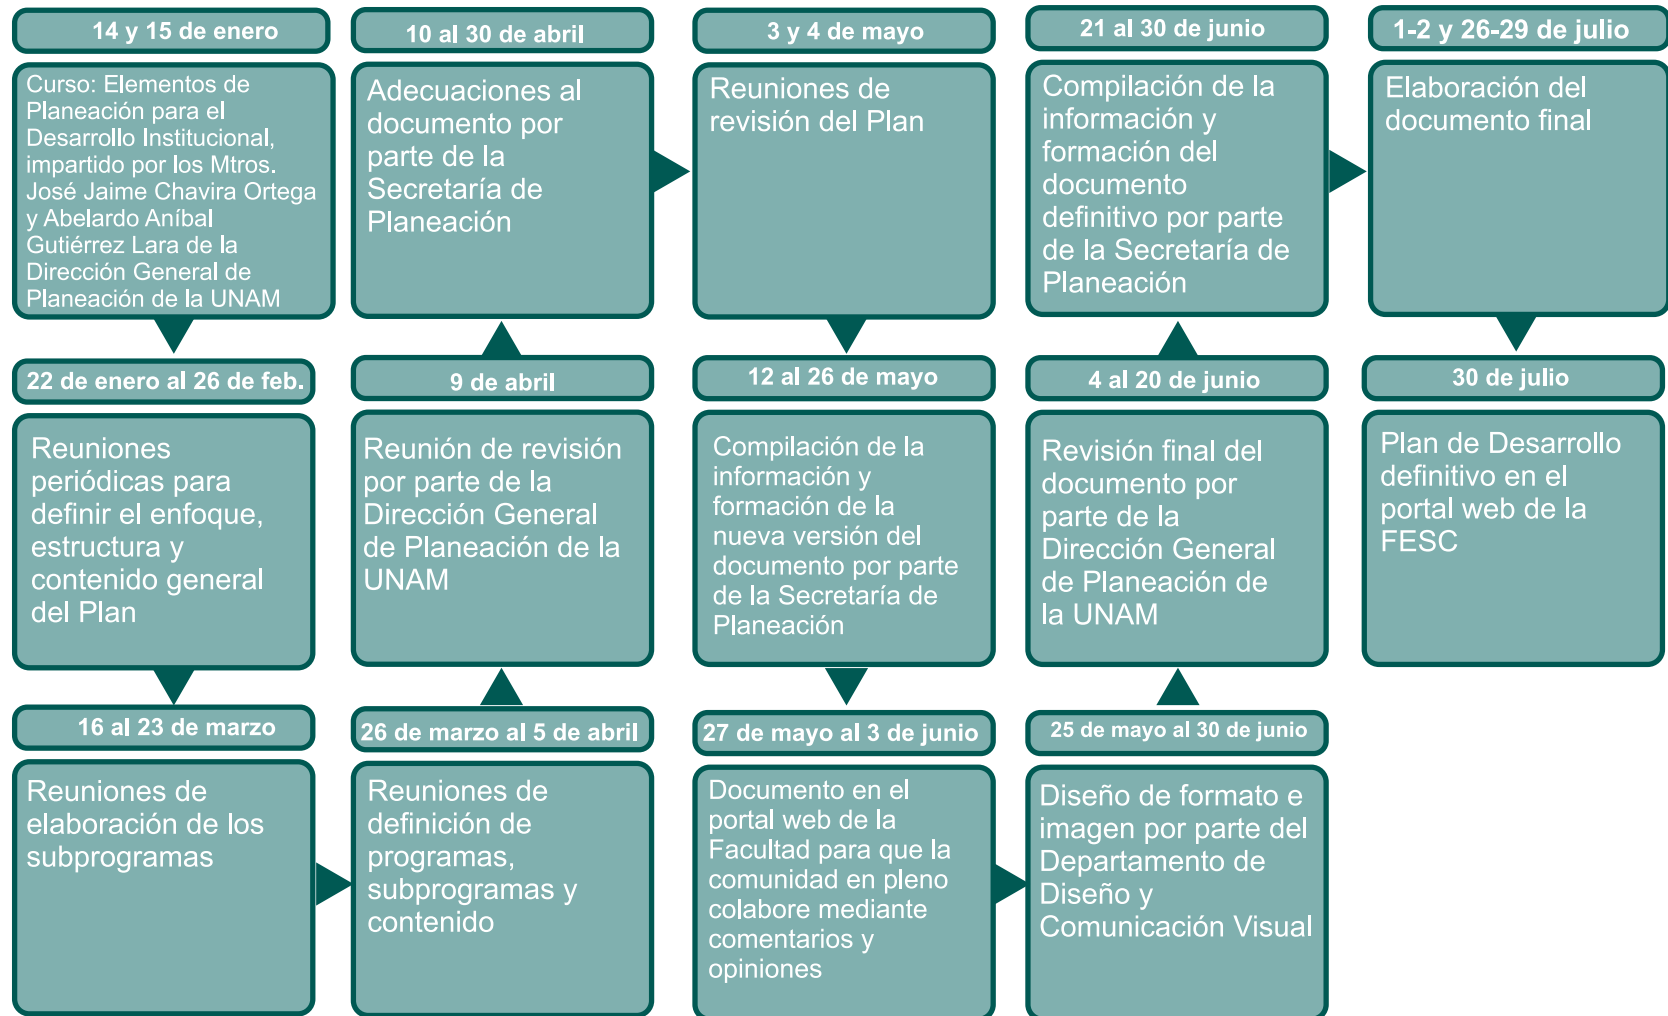 14 y 15 de enero
Curso: Elementos de
Planeación para el
Desarrollo Institucional,
impartido por los Mtros.
José Jaime Chavira Ortega
y Abelardo Aníbal
Gutiérrez Lara de la
Dirección General de
Planeación de la UNAM
22 de enero al 26 de feb.
Reuniones
periódicas para
definir el enfoque,
estructura y
contenido general
del Plan
16 al 23 de marzo
Reuniones de
elaboración de los
subprogramas
26 de marzo al 5 de abril
Reuniones de
definición de
programas,
subprogramas y
contenido
9 de abril
Reunión de revisión
por parte de la
Dirección General
de Planeación de la
UNAM
10 al 30 de abril
Adecuaciones al
documento por
parte de la
Secretaría de
Planeación
3 y 4 de mayo
Reuniones de
revisión del Plan
12 al 26 de mayo
Compilación de la
información y
formación de la
nueva versión del
documento por parte
de la Secretaría de
Planeación
27 de mayo al 3 de junio
Documento en el
portal web de la
Facultad para que la
comunidad en pleno
colabore mediante
comentarios y
opiniones
25 de mayo al 30 de junio
Diseño de formato e
imagen por parte del
Departamento de
Diseño y
Comunicación Visual
4 al 20 de junio
Revisión final del
documento por
parte de la
Dirección General
de Planeación de
la UNAM
21 al 30 de junio
Compilación de la
información y
formación del
documento
definitivo por parte
de la Secretaría de
Planeación
1-2 y 26-29 de julio
Elaboración del
documento final
30 de julio
Plan de Desarrollo
definitivo en el
portal web de la
FESC